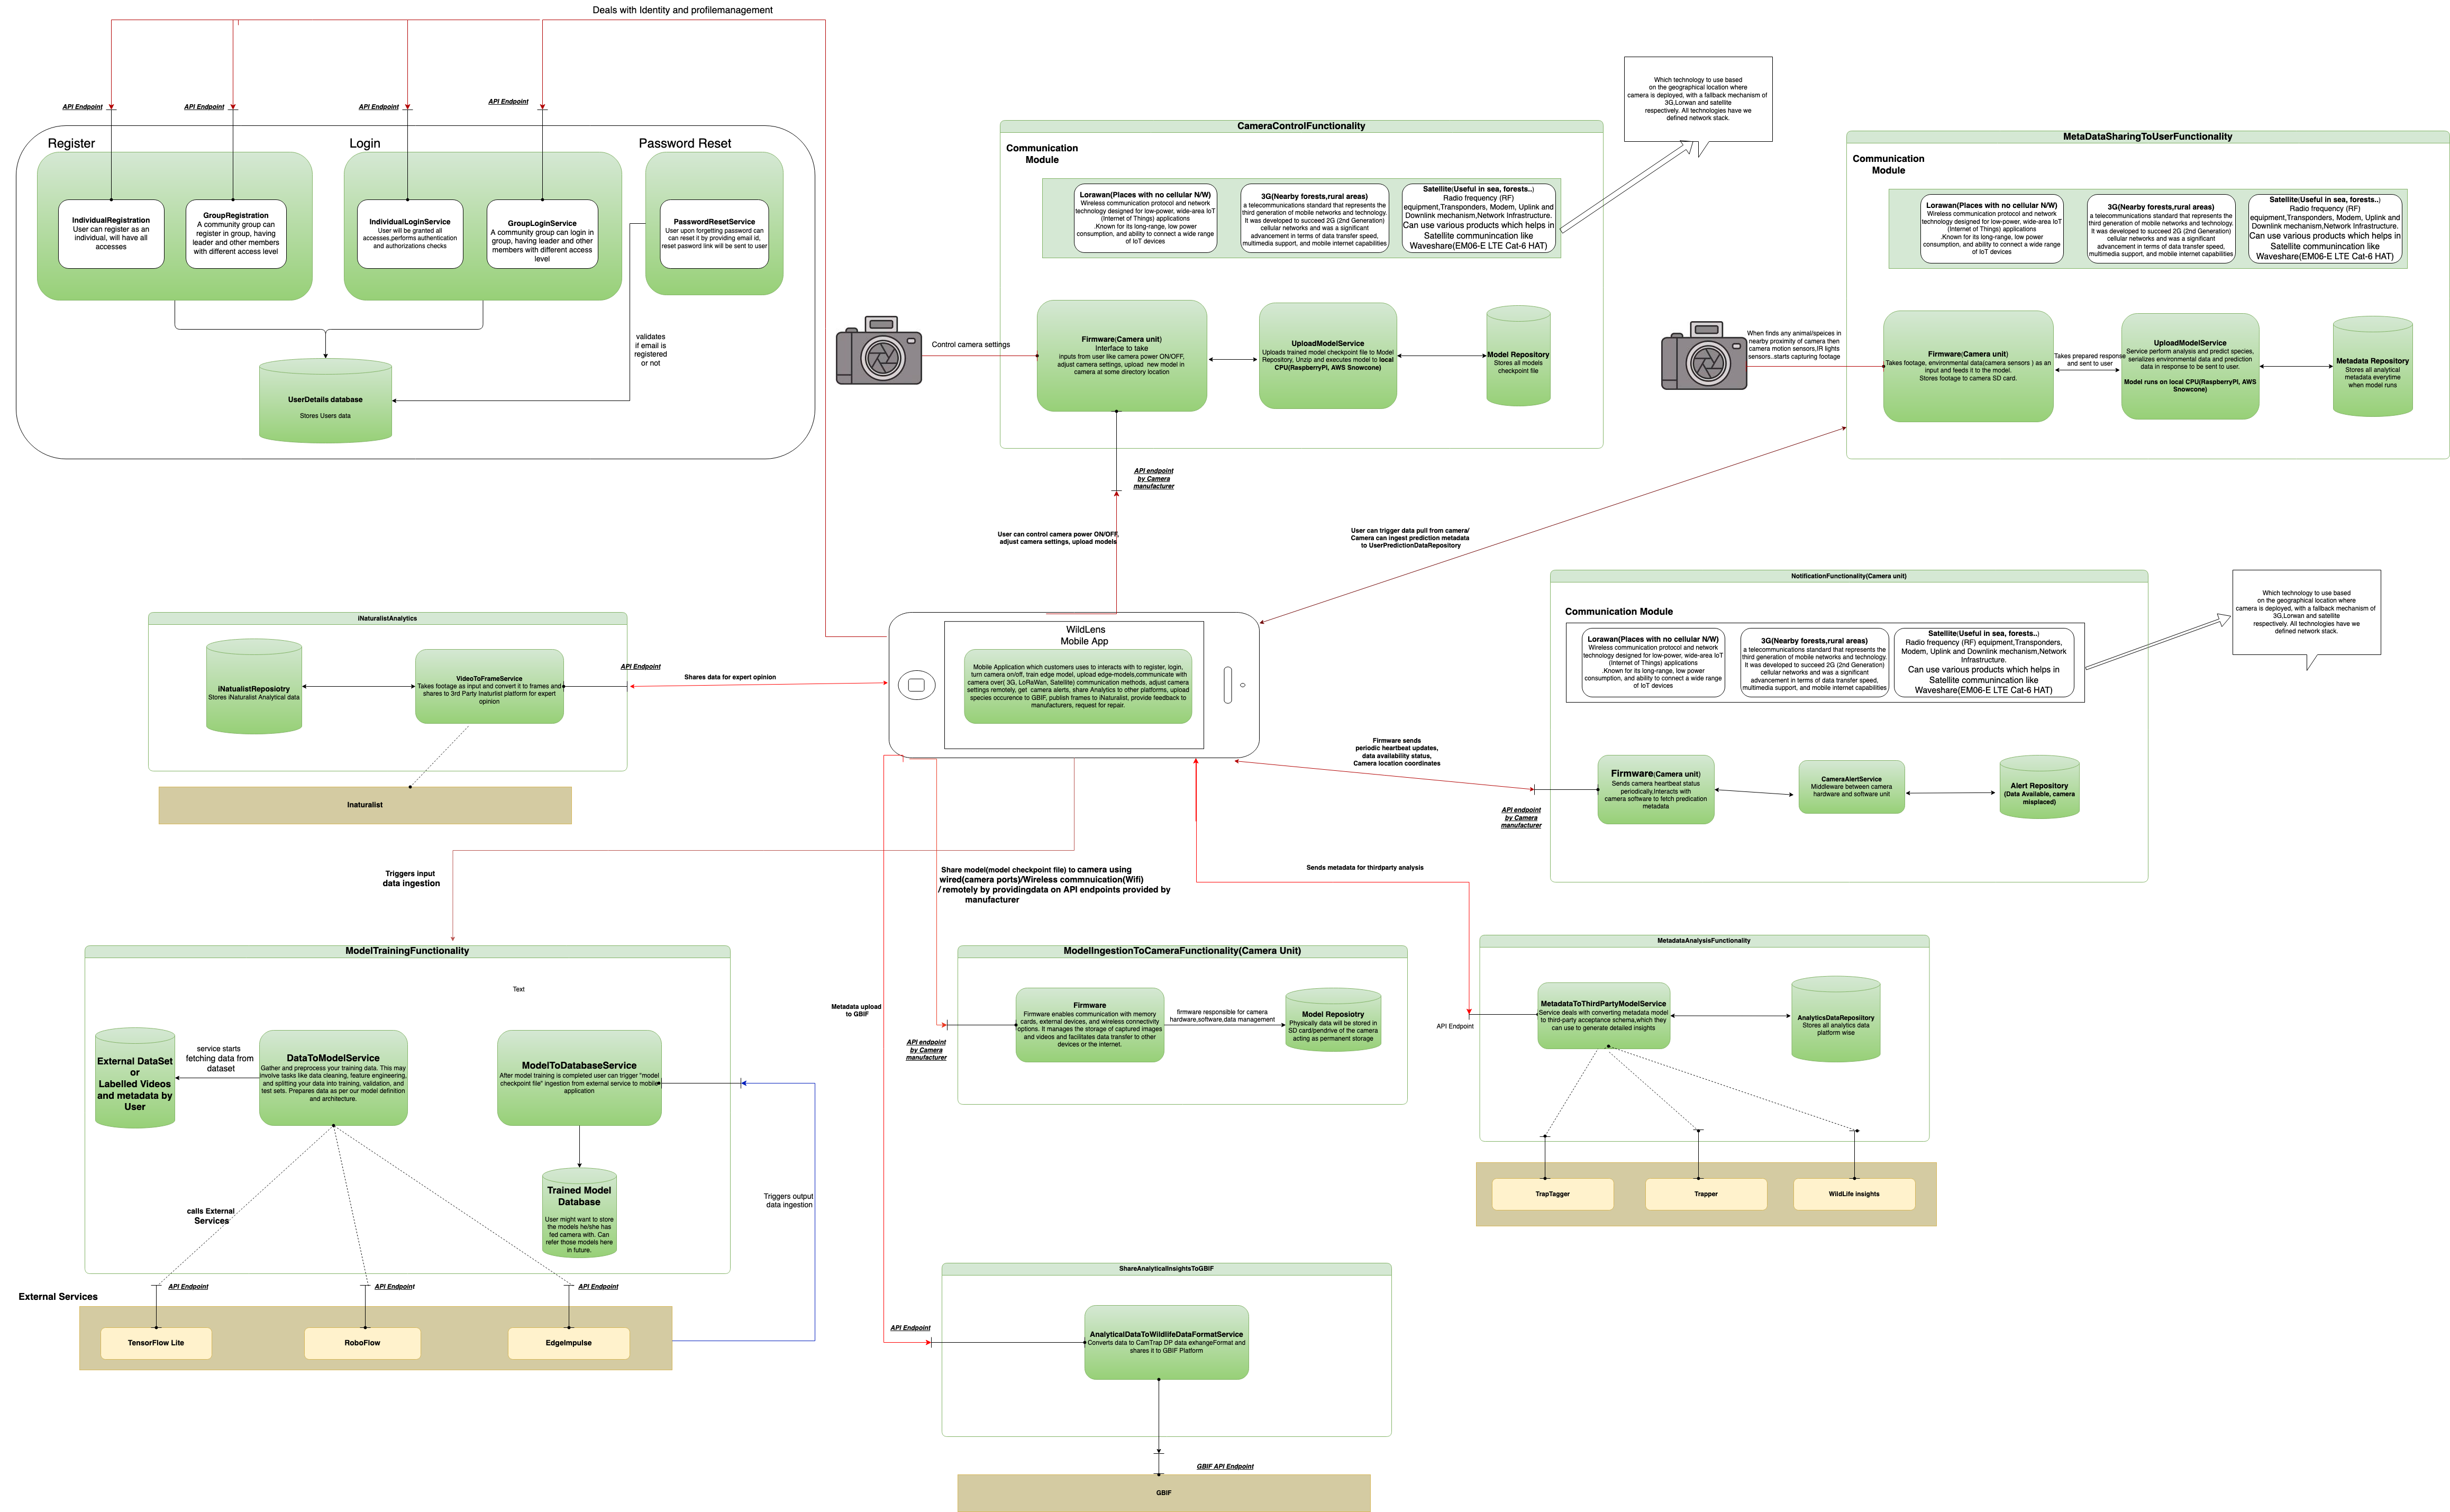 Deals with Identity and profilemanagement
API Endpoint
API Endpoint
API Endpoint
API Endpoint
Register
Login
Password Reset
IndividualRegistration
User can register as an
individual, will have all
accesses
GroupRegistration
A community group can
register in group, having
leader and other members
with different access level
IndividualLoginService
User will be granted all
accesses,performs authentication
and authorizations checks
GroupLoginService
A community group can login in
group, having leader and other
members with different access
level
PasswordResetService
User upon forgetting password can
can reset it by providing email id,
reset pasword link will be sent to user
validates
if email is
registered
or not
UserDetails database
Stores Users data
Which technology to use based
on the geographical location where
camera is deployed, with a fallback mechanism of
3G,Lorwan and satellite
respectively. All technologies have we
defined network stack.
CameraControlFunctionality
Communication
Module
Lorawan(Places with no cellular N/W)
Wireless communication protocol and network
technology designed for low-power, wide-area IoT
(Internet of Things) applications
.Known for its long-range, low power
consumption, and ability to connect a wide range
of IoT devices
3G(Nearby forests,rural areas)
a telecommunications standard that represents the
third generation of mobile networks and technology.
It was developed to succeed 2G (2nd Generation)
cellular networks and was a significant
advancement in terms of data transfer speed,
multimedia support, and mobile internet capabilities
Satellite(Useful in sea, forests..)
Radio frequency (RF)
equipment,Transponders, Modem, Uplink and
Downlink mechanism,Network Infrastructure.
Can use various products which helps in
Satellite communincation like
Waveshare(EM06-E LTE Cat-6 HAT)
Control camera settings
Firmware(Camera unit)
Interface to take
inputs from user like camera power ON/OFF,
adjust camera settings, upload new model in
camera at some directory location
UploadModelService
Uploads trained model checkpoint file to Model
Repository, Unzip and executes model to local
CPU(RaspberryPI, AWS Snowcone)
Model Repository
Stores all models
checkpoint file
API endpoint
by Camera
manufacturer
MetaDataSharingToUserFunctionality
Communication
Module
Lorawan(Places with no cellular N/W)
Wireless communication protocol and network
technology designed for low-power, wide-area IoT
(Internet of Things) applications
.Known for its long-range, low power
consumption, and ability to connect a wide range
of IoT devices
3G(Nearby forests,rural areas)
a telecommunications standard that represents the
third generation of mobile networks and technology.
It was developed to succeed 2G (2nd Generation)
cellular networks and was a significant
advancement in terms of data transfer speed,
multimedia support, and mobile internet capabilities
Satellite(Useful in sea, forests..)
Radio frequency (RF)
equipment,Transponders, Modem, Uplink and
Downlink mechanism,Network Infrastructure.
Can use various products which helps in
Satellite communincation like
Waveshare(EM06-E LTE Cat-6 HAT)
When finds any animal/speices in
nearby proximity of camera then
camera motion sensors,IR lights
sensors..starts capturing footage
Firmware(Camera unit)
Takes footage, environmental data(camera sensors ) as an
input and feeds it to the model.
Stores footage to camera SD card.
Takes prepared response
and sent to user
UploadModelService
Service perform analysis and predict species,
serializes environmental data and prediction
data in response to be sent to user.
Model runs on local CPU(RaspberryPI, AWS
Snowcone)
Metadata Repository
Stores all analytical
metadata everytime
when model runs
User can control camera power ON/OFF,
adjust camera settings, upload models
User can trigger data pull from camera/
Camera can ingest prediction metadata
to UserPredictionDataRepository
iNaturalistAnalytics
iNatualistReposiotry
Stores iNaturalist Analytical data
VideoToFrameService
Takes footage as input and convert it to frames and
shares to 3rd Party Inaturlist platform for expert
opinion
API Endpoint
Shares data for expert opinion
Inaturalist
WildLens
Mobile App
Mobile Application which customers uses to interacts with to register, login,
turn camera on/off, train edge model, upload edge-models,communicate with
camera over( 3G, LoRaWan, Satellite) communication methods, adjust camera
settings remotely, get camera alerts, share Analytics to other platforms, upload
species occurence to GBIF, publish frames to iNaturalist, provide feedback to
manufacturers, request for repair.
NotificationFunctionality(Camera unit)
Communication Module
Lorawan(Places with no cellular N/W)
Wireless communication protocol and network
technology designed for low-power, wide-area IoT
(Internet of Things) applications
.Known for its long-range, low power
consumption, and ability to connect a wide range
of IoT devices
3G(Nearby forests,rural areas)
a telecommunications standard that represents the
third generation of mobile networks and technology.
It was developed to succeed 2G (2nd Generation)
cellular networks and was a significant
advancement in terms of data transfer speed,
multimedia support, and mobile internet capabilities
Satellite(Useful in sea, forests..)
Radio frequency (RF) equipment,Transponders,
Modem, Uplink and Downlink mechanism,Network
Infrastructure.
Can use various products which helps in
Satellite communincation like
Waveshare(EM06-E LTE Cat-6 HAT)
Which technology to use based
on the geographical location where
camera is deployed, with a fallback mechanism of
3G,Lorwan and satellite
respectively. All technologies have we
defined network stack.
Firmware sends
periodic heartbeat updates,
data availability status,
Camera location coordinates
API endpoint
by Camera
manufacturer
Firmware(Camera unit)
Sends camera heartbeat status
periodically,Interacts with
camera software to fetch predication
metadata
CameraAlertService
Middleware between camera
hardware and software unit
Alert Repository
(Data Available, camera
misplaced)
Triggers input
data ingestion
Share model(model checkpoint file) to camera using
wired(camera ports)/Wireless commnuication(Wifi)
/ remotely by providingdata on API endpoints provided by
manufacturer
Sends metadata for thirdparty analysis
ModelTrainingFunctionality
Text
External DataSet
or
Labelled Videos
and metadata by
User
service starts
fetching data from
dataset
DataToModelService
Gather and preprocess your training data. This may
involve tasks like data cleaning, feature engineering,
and splitting your data into training, validation, and
test sets. Prepares data as per our model definition
and architecture.
ModelToDatabaseService
After model training is completed user can trigger "model
checkpoint file" ingestion from external service to mobile
application
Trained Model
Database
User might want to store
the models he/she has
fed camera with. Can
refer those models here
in future.
calls External
Services
Triggers output
data ingestion
API Endpoint
API Endpoint
API Endpoint
External Services
TensorFlow Lite
RoboFlow
EdgeImpulse
Metadata upload
to GBIF
ModelIngestionToCameraFunctionality(Camera Unit)
API endpoint
by Camera
manufacturer
Firmware
Firmware enables communication with memory
cards, external devices, and wireless connectivity
options. It manages the storage of captured images
and videos and facilitates data transfer to other
devices or the internet.
firmware responsible for camera
hardware,software,data management
Model Reposiotry
Physically data will be stored in
SD card/pendrive of the camera
acting as permanent storage
MetadataAnalysisFunctionality
API Endpoint
MetadataToThirdPartyModelService
Service deals with converting metadata model
to third-party acceptance schema,which they
can use to generate detailed insights
AnalyticsDataRepository
Stores all analytics data
platform wise
TrapTagger
Trapper
WildLife insights
ShareAnalyticalInsightsToGBIF
API Endpoint
AnalyticalDataToWildlifeDataFormatService
Converts data to CamTrap DP data exhangeFormat and
shares it to GBIF Platform
GBIF API Endpoint
GBIF